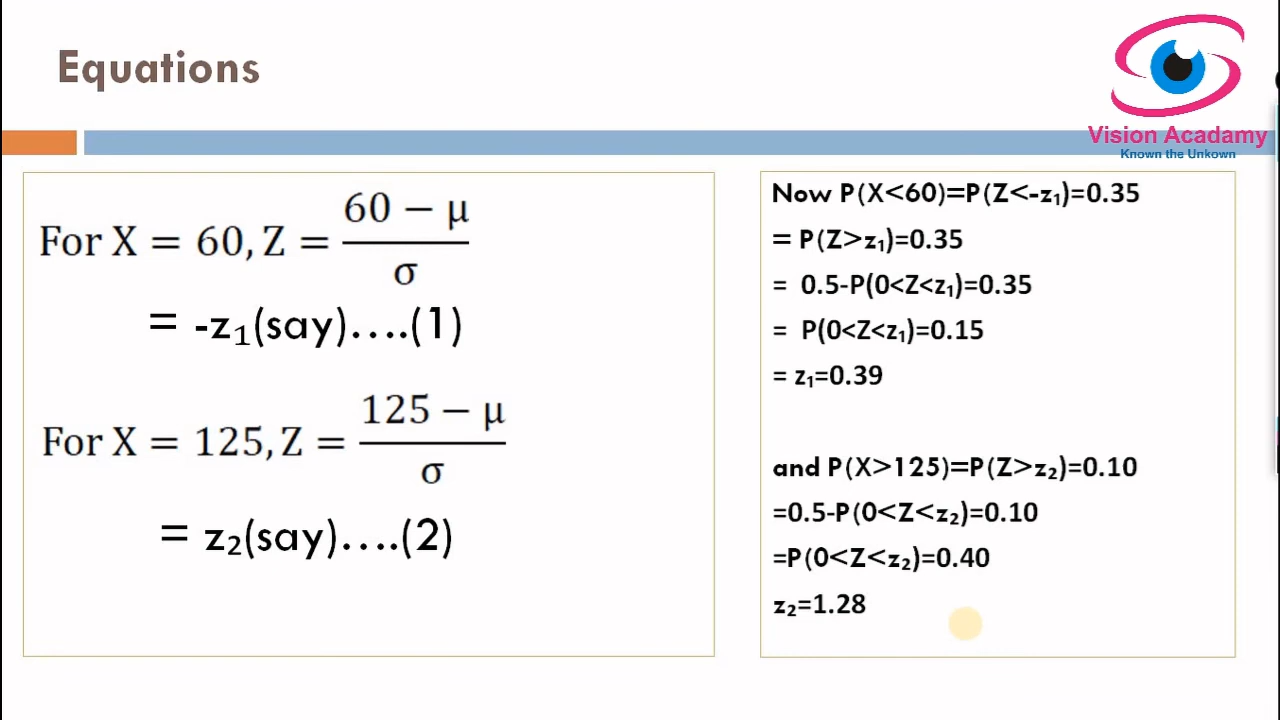 Equations
Vision Acadamy
Known the Unkown
For X = 60, Z = (60 − μ)/σ
= -z₁(say)....(1)
For X = 125, Z = (125 − μ)/σ
= z₂(say)....(2)
Now P(X<60)=P(Z<-z₁)=0.35
= P(Z>z₁)=0.35
= 0.5-P(0<Z<z₁)=0.35
= P(0<Z<z₁)=0.15
= z₁=0.39
and P(X>125)=P(Z>z₂)=0.10
=0.5-P(0<Z<z₂)=0.10
=P(0<Z<z₂)=0.40
z₂=1.28